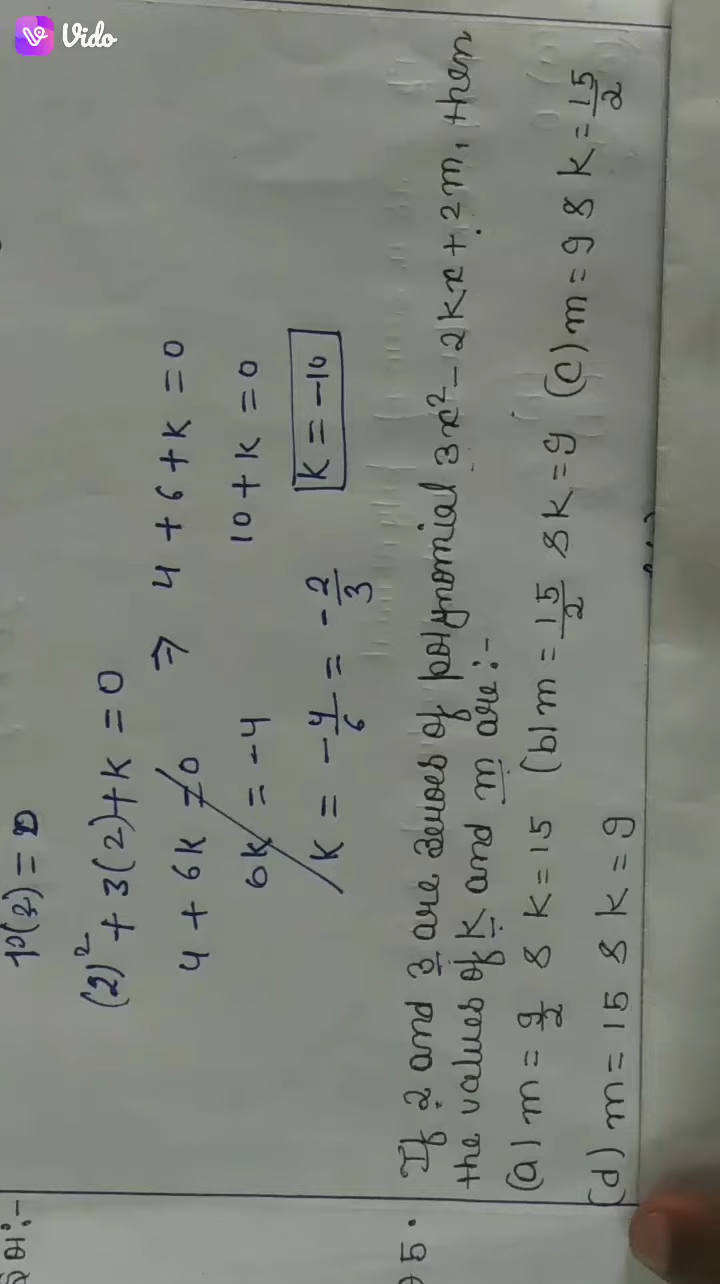 Vido
p(2) = 0
(2)² + 3(2) + k = 0
4 + 6k = 0 ⇒ 4 + 6 + k = 0
6k = -4 10 + k = 0
k = -4/6 = -2/3 k = -10
5. If 2 and 3 are zeroes of polynomial 3x² - 2kx + 2m, then
the values of k and m are:-
(a) m = 9/2 & k = 15 (b) m = 15/2 & k = 9 (c) m = 9 & k = 15/2
(d) m = 15 & k = 9